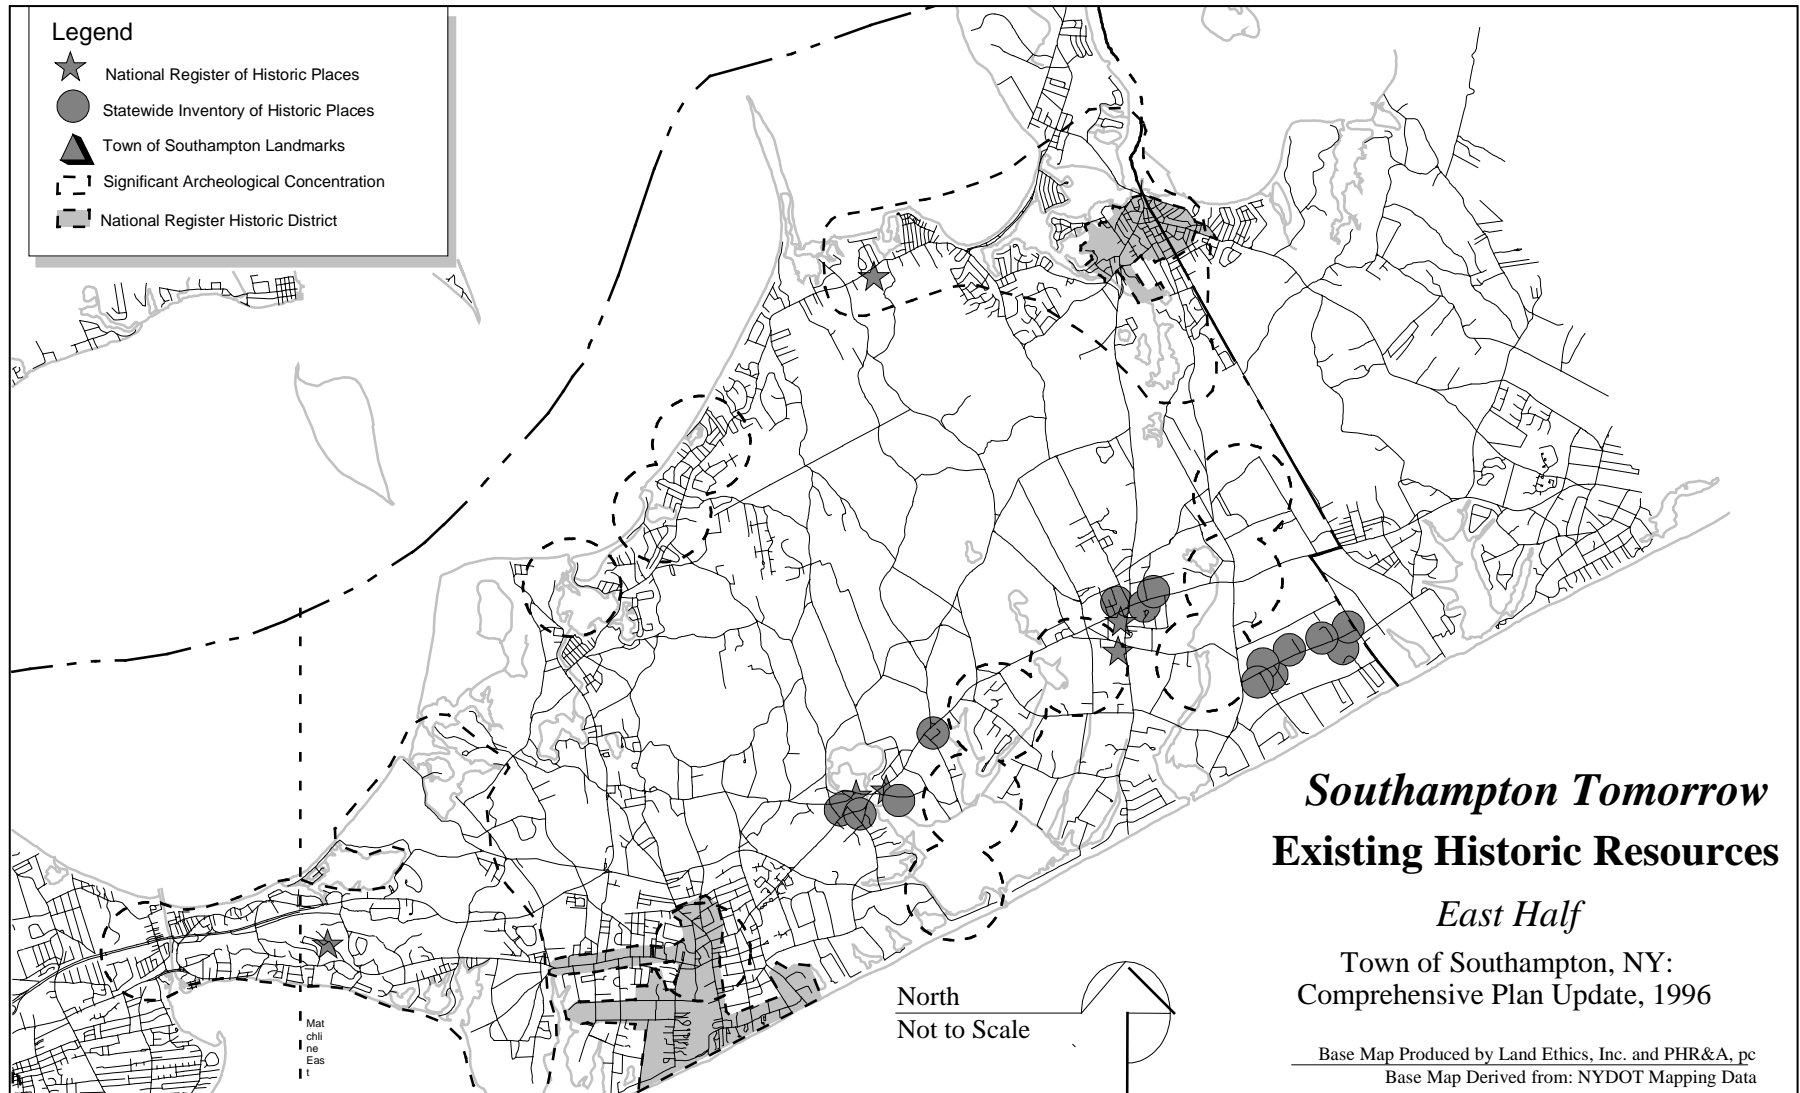 Legend
National Register of Historic Places
Statewide Inventory of Historic Places
Town of Southampton Landmarks
Significant Archeological Concentration
National Register Historic District
Southampton Tomorrow
Existing Historic Resources
East Half
Town of Southampton, NY:
Comprehensive Plan Update, 1996
North
Not to Scale
Mat
chli
ne
Eas
t
Base Map Produced by Land Ethics, Inc. and PHR&A, pc
Base Map Derived from: NYDOT Mapping Data